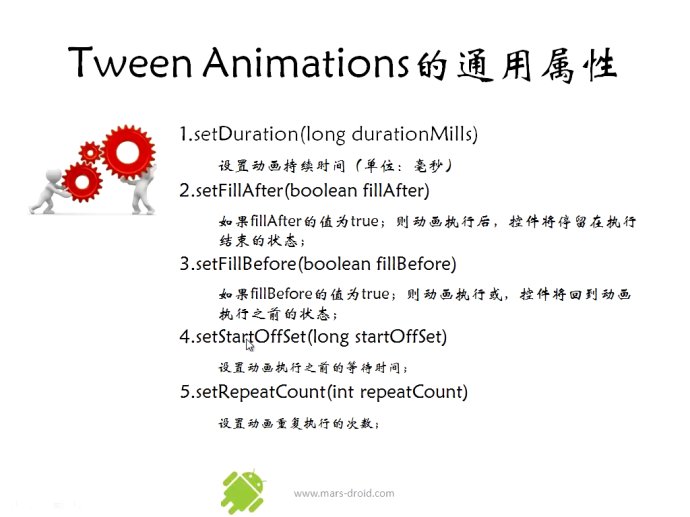 Tween Animations的通用属性
1.setDuration(long durationMills)
设置动画持续时间（单位：毫秒）
2.setFillAfter(boolean fillAfter)
如果fillAfter的值为true；则动画执行后，控件将停留在执行
结束的状态；
3.setFillBefore(boolean fillBefore)
如果fillBefore的值为true；则动画执行或，控件将回到动画
执行之前的状态；
4.setStartOffSet(long startOffSet)
设置动画执行之前的等待时间；
5.setRepeatCount(int repeatCount)
设置动画重复执行的次数；
www.mars-droid.com